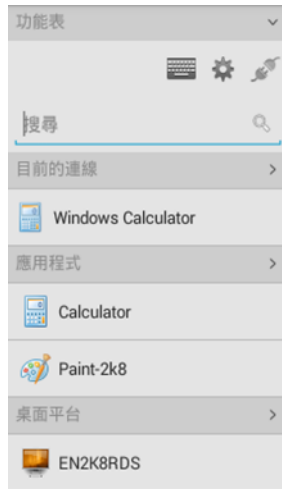 功能表
搜尋
目前的連線
Windows Calculator
應用程式
Calculator
Paint-2k8
桌面平台
EN2K8RDS